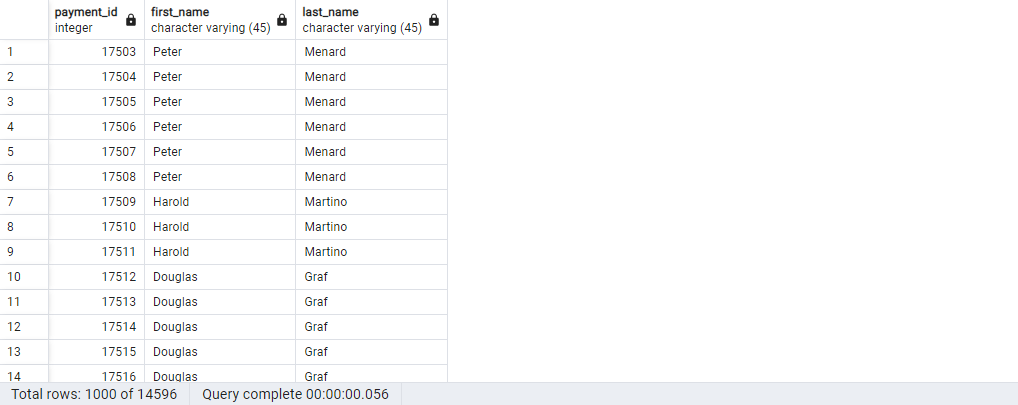 payment_id first_name last_name
integer character varying (45) character varying (45)
1 17503 Peter Menard
2 17504 Peter Menard
3 17505 Peter Menard
4 17506 Peter Menard
5 17507 Peter Menard
6 17508 Peter Menard
7 17509 Harold Martino
8 17510 Harold Martino
9 17511 Harold Martino
10 17512 Douglas Graf
11 17513 Douglas Graf
12 17514 Douglas Graf
13 17515 Douglas Graf
14 17516 Douglas Graf
Total rows: 1000 of 14596 Query complete 00:00:00.056